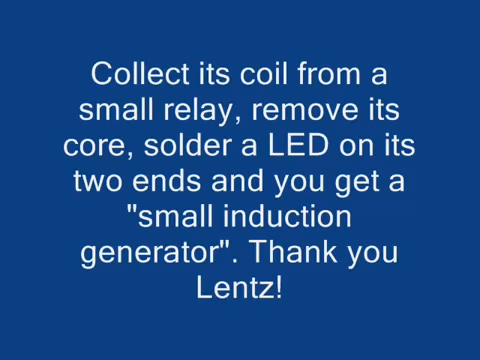 Collect its coil from a
small relay, remove its
core, solder a LED on its
two ends and you get a
"small induction
generator". Thank you
Lentz!